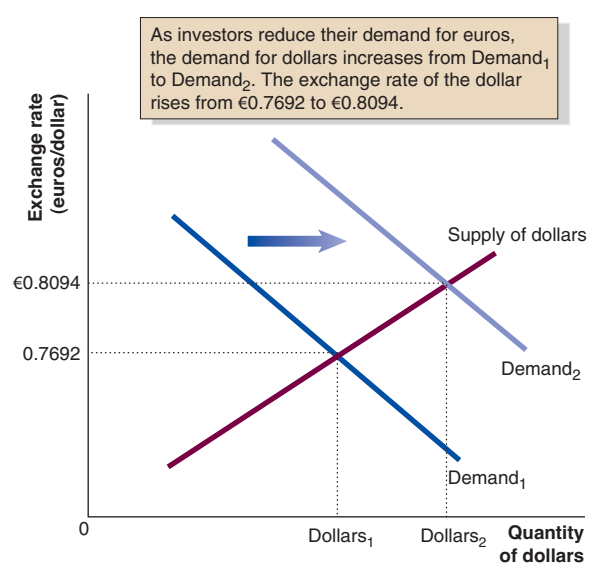 As investors reduce their demand for euros,
the demand for dollars increases from Demand₁
to Demand₂. The exchange rate of the dollar
rises from €0.7692 to €0.8094.
Exchange rate
(euros/dollar)
Supply of dollars
€0.8094
0.7692
Demand₂
Demand₁
0
Dollars₁
Dollars₂
Quantity
of dollars